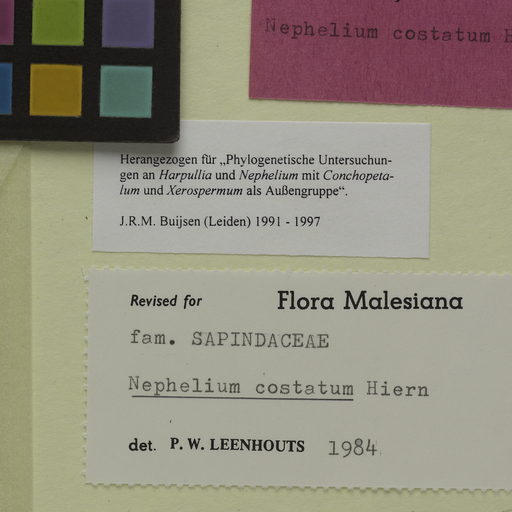 Nephelium costatum H
Herangezogen für „Phylogenetische Untersuchun-
gen an Harpullia und Nephelium mit Conchopeta-
lum und Xerospermum als Außengruppe“.
J.R.M. Buijsen (Leiden) 1991 - 1997
Revised for Flora Malesiana
fam. SAPINDACEAE
Nephelium costatum Hiern
det. P. W. LEENHOUTS 1984